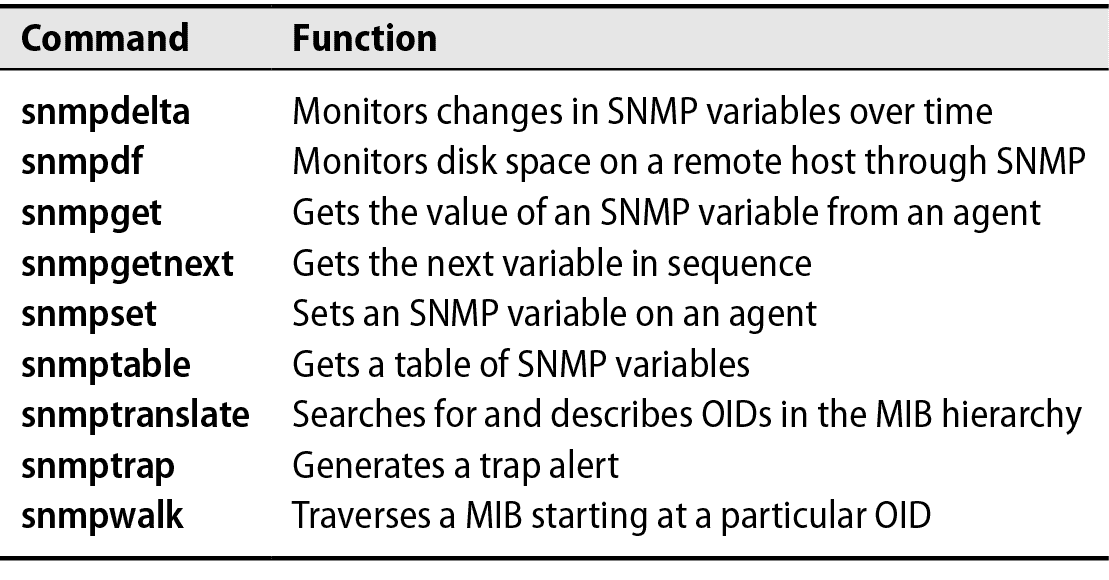 Command Function
snmpdelta Monitors changes in SNMP variables over time
snmpdf Monitors disk space on a remote host through SNMP
snmpget Gets the value of an SNMP variable from an agent
snmpgetnext Gets the next variable in sequence
snmpset Sets an SNMP variable on an agent
snmptable Gets a table of SNMP variables
snmptranslate Searches for and describes OIDs in the MIB hierarchy
snmptrap Generates a trap alert
snmpwalk Traverses a MIB starting at a particular OID